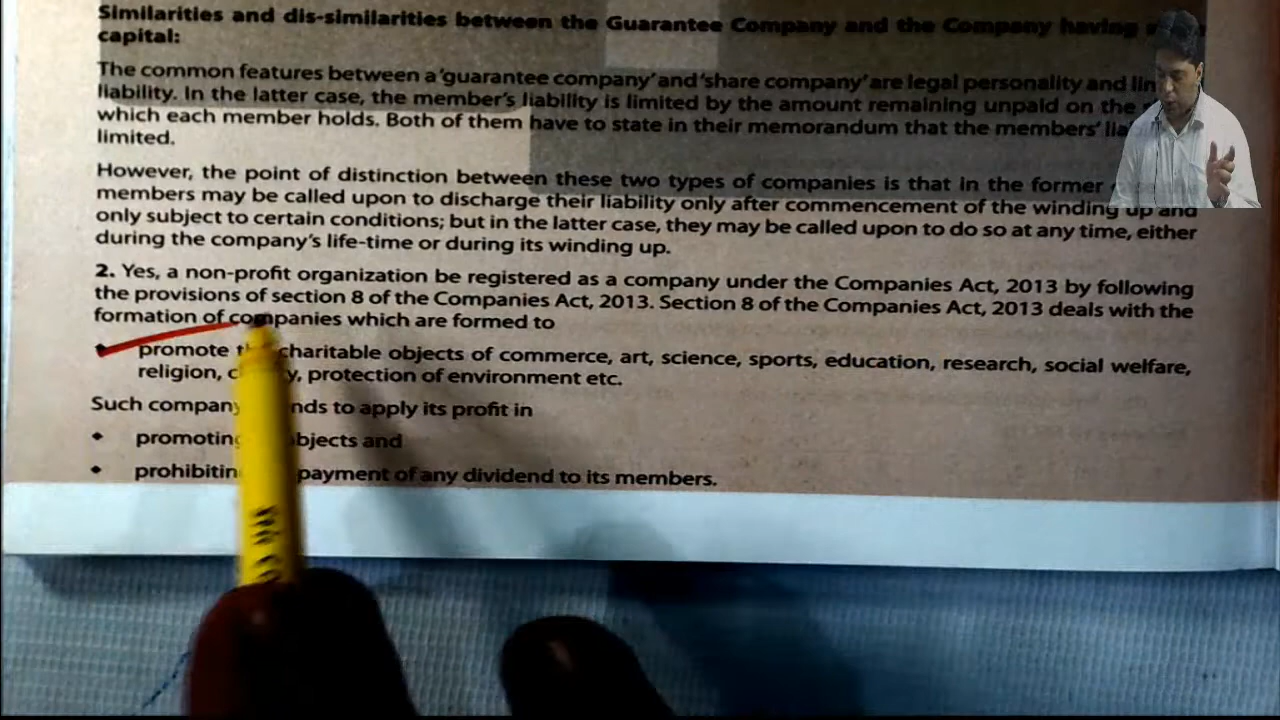 Similarities and dis-similarities between the Guarantee Company and the Company having
capital:
The common features between a 'guarantee company' and 'share company' are legal personality and
liability. In the latter case, the member's liability is limited by the amount remaining unpaid on the
which each member holds. Both of them have to state in their memorandum that the members'
limited.
However, the point of distinction between these two types of companies is that in the former
members may be called upon to discharge their liability only after commencement of the winding up and
only subject to certain conditions; but in the latter case, they may be called upon to do so at any time, either
during the company's life-time or during its winding up.
2. Yes, a non-profit organization be registered as a company under the Companies Act, 2013 by following
the provisions of section 8 of the Companies Act, 2013. Section 8 of the Companies Act, 2013 deals with the
formation of companies which are formed to
promote charitable objects of commerce, art, science, sports, education, research, social welfare,
religion, protection of environment etc.
Such company to apply its profit in
• promoting and
• payment of any dividend to its members.